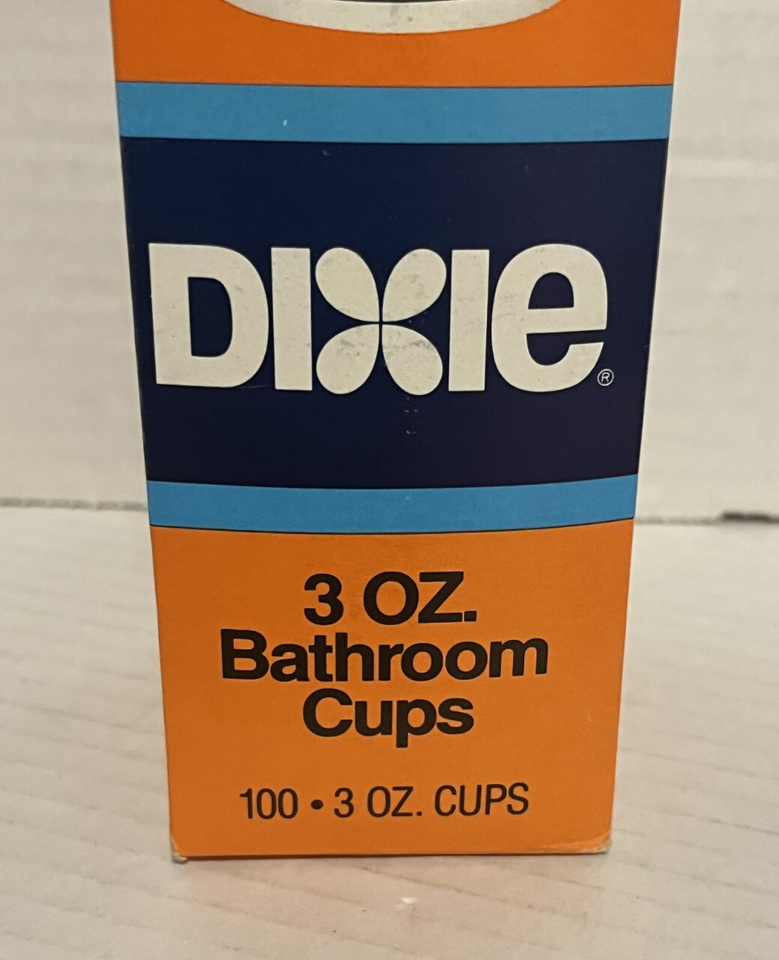 DIXIE®
3 OZ.
Bathroom
Cups
100 • 3 OZ. CUPS